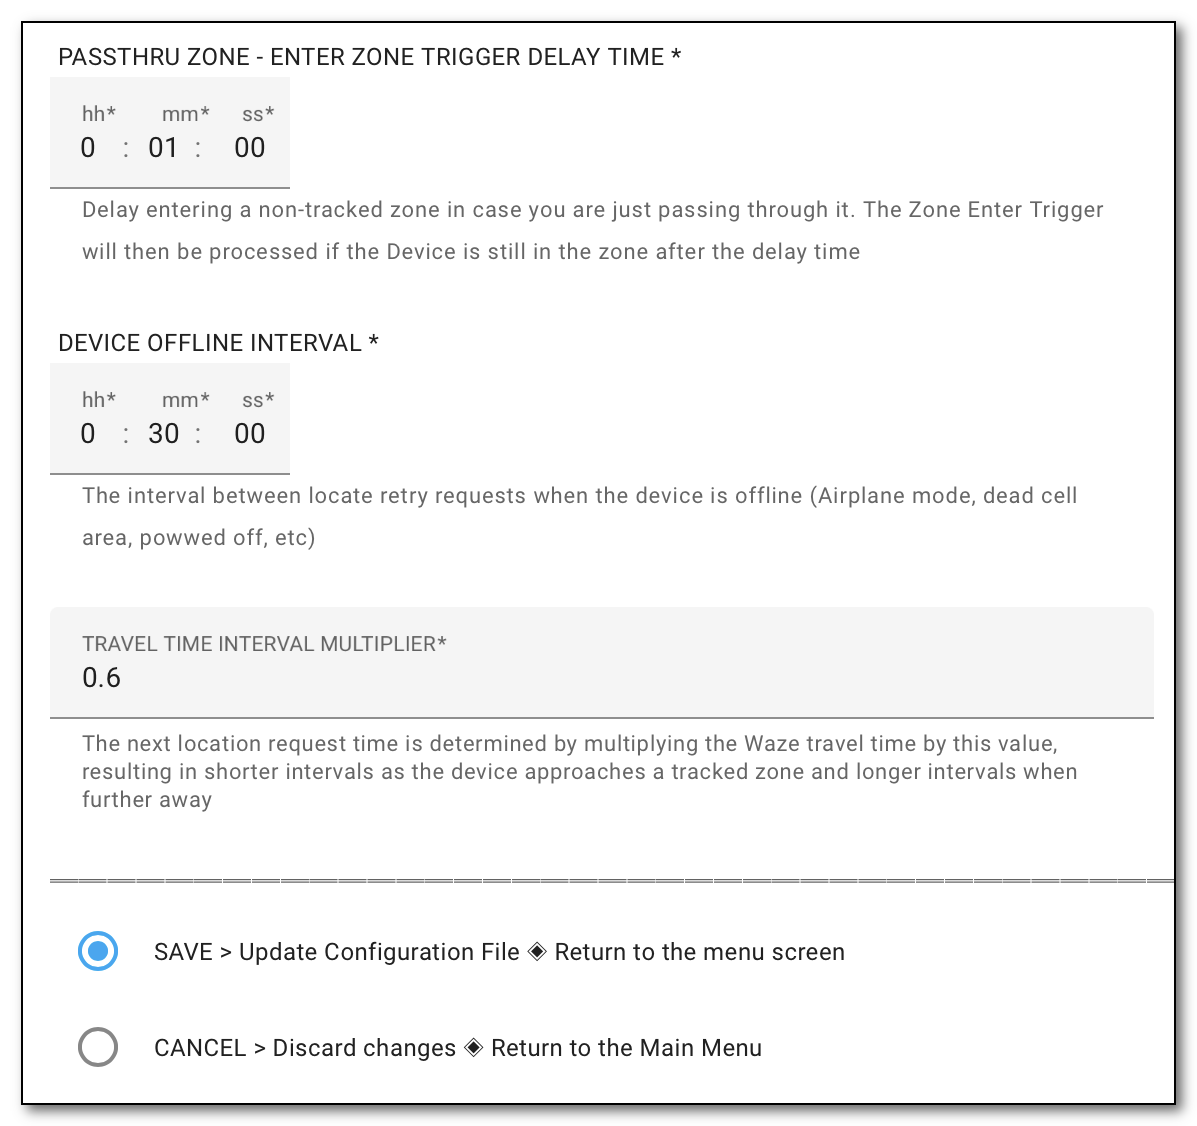 PASSTHRU ZONE - ENTER ZONE TRIGGER DELAY TIME *
hh* mm* ss*
0 : 01 : 00
Delay entering a non-tracked zone in case you are just passing through it. The Zone Enter Trigger
will then be processed if the Device is still in the zone after the delay time
DEVICE OFFLINE INTERVAL *
hh* mm* ss*
0 : 30 : 00
The interval between locate retry requests when the device is offline (Airplane mode, dead cell
area, powwed off, etc)
TRAVEL TIME INTERVAL MULTIPLIER*
0.6
The next location request time is determined by multiplying the Waze travel time by this value,
resulting in shorter intervals as the device approaches a tracked zone and longer intervals when
further away
SAVE > Update Configuration File ◈ Return to the menu screen
CANCEL > Discard changes ◈ Return to the Main Menu